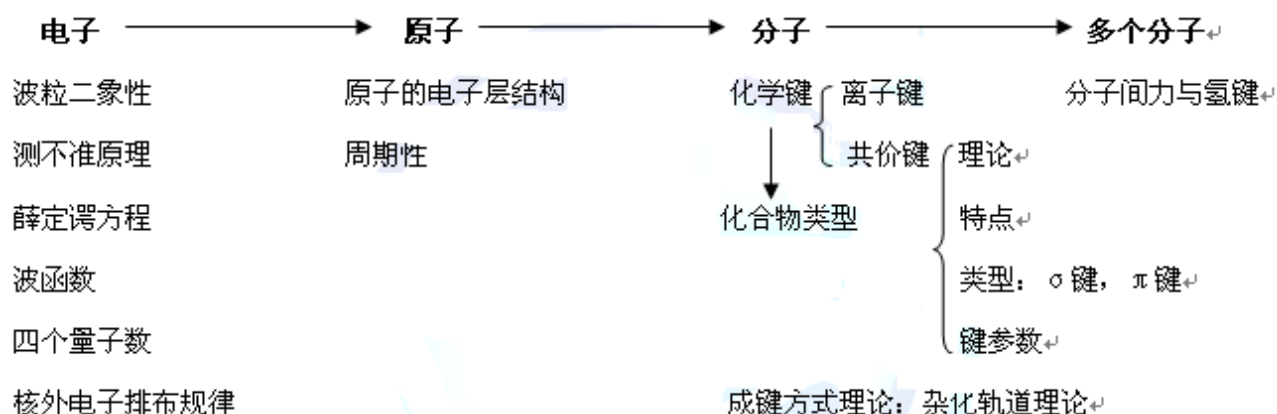 电子 原子 分子 多个分子
波粒二象性 原子的电子层结构 化学键 离子键 分子间力与氢键
测不准原理 周期性 共价键 理论
薛定谔方程 化合物类型 特点
波函数 类型：σ键，π键
四个量子数 键参数
核外电子排布规律 成键方式理论：杂化轨道理论